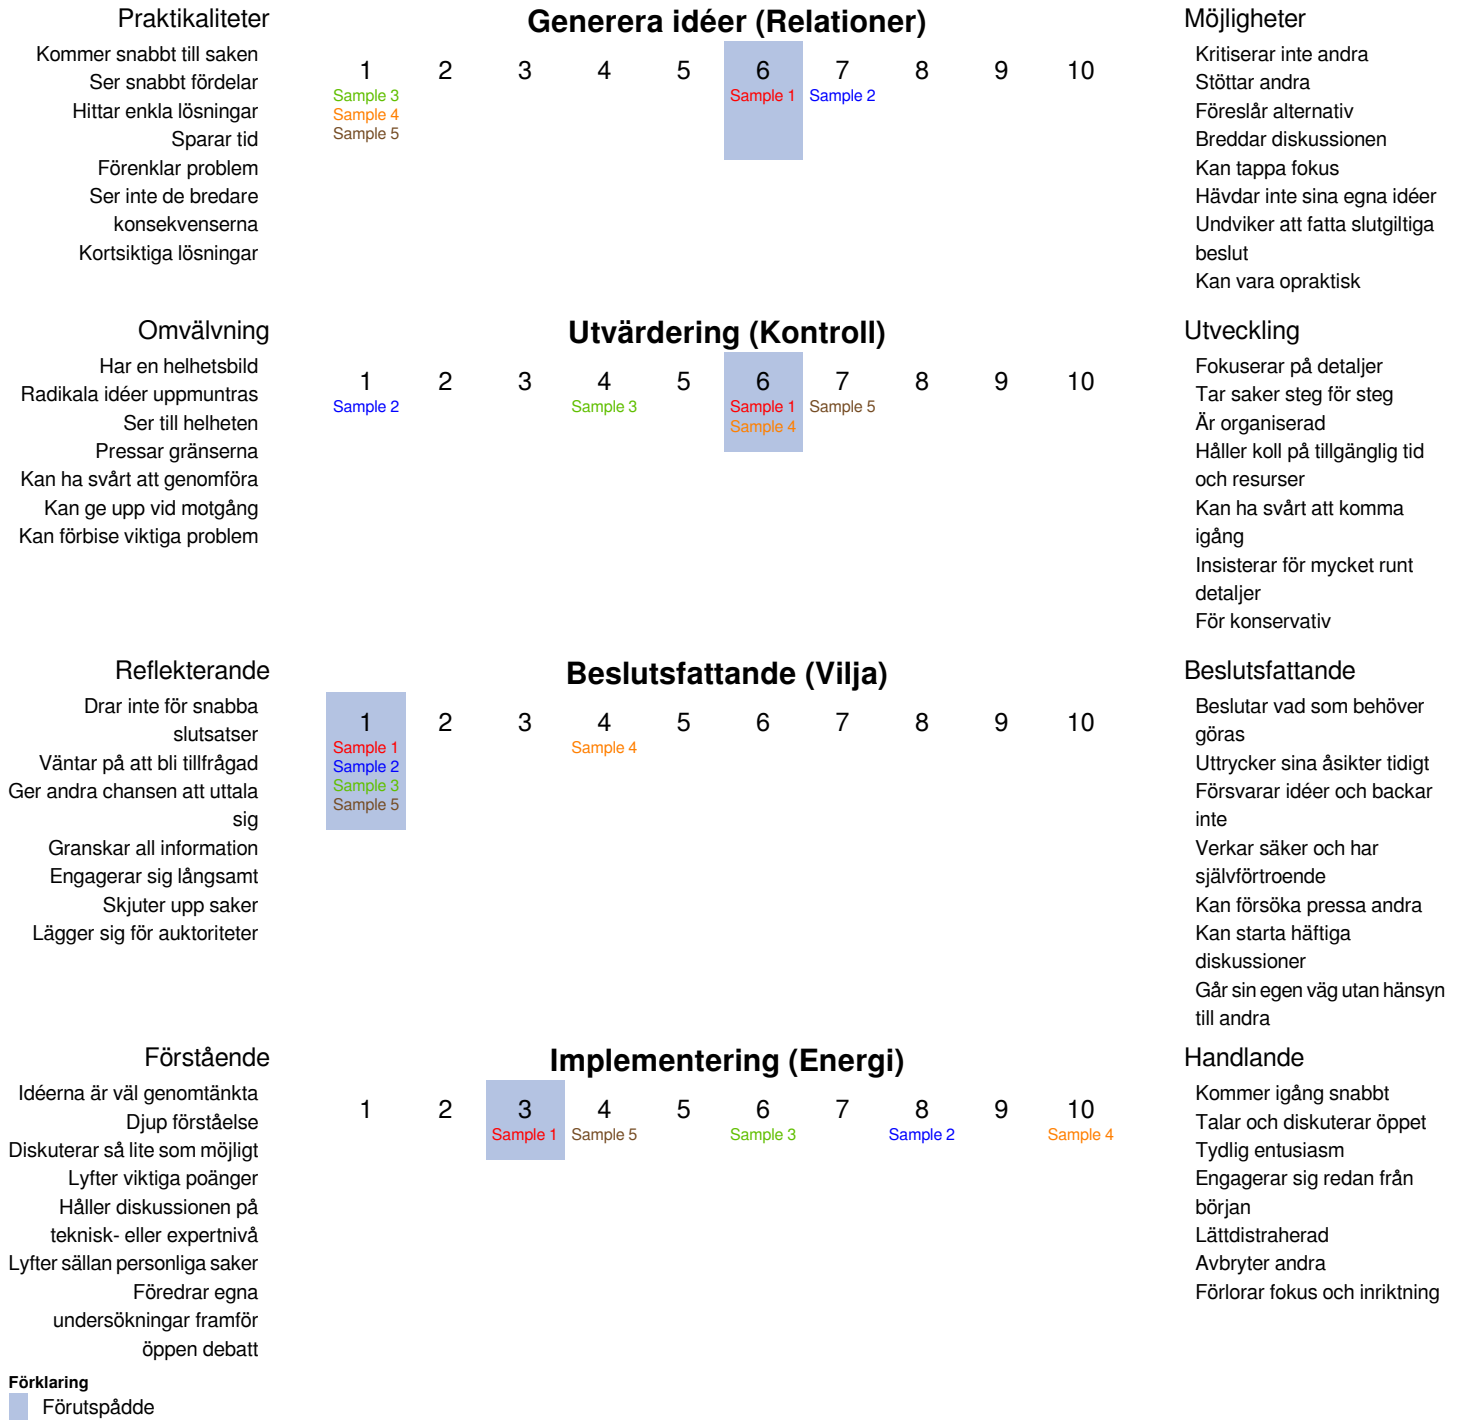 Praktikaliteter
Generera idéer (Relationer)
Möjligheter
Kommer snabbt till saken
Ser snabbt fördelar
Hittar enkla lösningar
Sparar tid
Förenklar problem
Ser inte de bredare
konsekvenserna
Kortsiktiga lösningar
1 2 3 4 5 6 7 8 9 10
Sample 3 Sample 1 Sample 2
Sample 4
Sample 5
Kritiserar inte andra
Stöttar andra
Föreslår alternativ
Breddar diskussionen
Kan tappa fokus
Hävdar inte sina egna idéer
Undviker att fatta slutgiltiga
beslut
Kan vara opraktisk
Omvälvning
Utvärdering (Kontroll)
Utveckling
Har en helhetsbild
Radikala idéer uppmuntras
Ser till helheten
Pressar gränserna
Kan ha svårt att genomföra
Kan ge upp vid motgång
Kan förbise viktiga problem
1 2 3 4 5 6 7 8 9 10
Sample 2 Sample 3 Sample 1 Sample 5
Sample 4
Fokuserar på detaljer
Tar saker steg för steg
Är organiserad
Håller koll på tillgänglig tid
och resurser
Kan ha svårt att komma
igång
Insisterar för mycket runt
detaljer
För konservativ
Reflekterande
Beslutsfattande (Vilja)
Beslutsfattande
Drar inte för snabba
slutsatser
Väntar på att bli tillfrågad
Ger andra chansen att uttala
sig
Granskar all information
Engagerar sig långsamt
Skjuter upp saker
Lägger sig för auktoriteter
1 2 3 4 5 6 7 8 9 10
Sample 1 Sample 4
Sample 2
Sample 3
Sample 5
Beslutar vad som behöver
göras
Uttrycker sina åsikter tidigt
Försvarar idéer och backar
inte
Verkar säker och har
självförtroende
Kan försöka pressa andra
Kan starta häftiga
diskussioner
Går sin egen väg utan hänsyn
till andra
Förstående
Implementering (Energi)
Handlande
Idéerna är väl genomtänkta
Djup förståelse
Diskuterar så lite som möjligt
Lyfter viktiga poänger
Håller diskussionen på
teknisk- eller expertnivå
Lyfter sällan personliga saker
Föredrar egna
undersökningar framför
öppen debatt
1 2 3 4 5 6 7 8 9 10
Sample 1 Sample 5 Sample 3 Sample 2 Sample 4
Kommer igång snabbt
Talar och diskuterar öppet
Tydlig entusiasm
Engagerar sig redan från
början
Lättdistraherad
Avbryter andra
Förlorar fokus och inriktning
Förklaring
Förutspådde